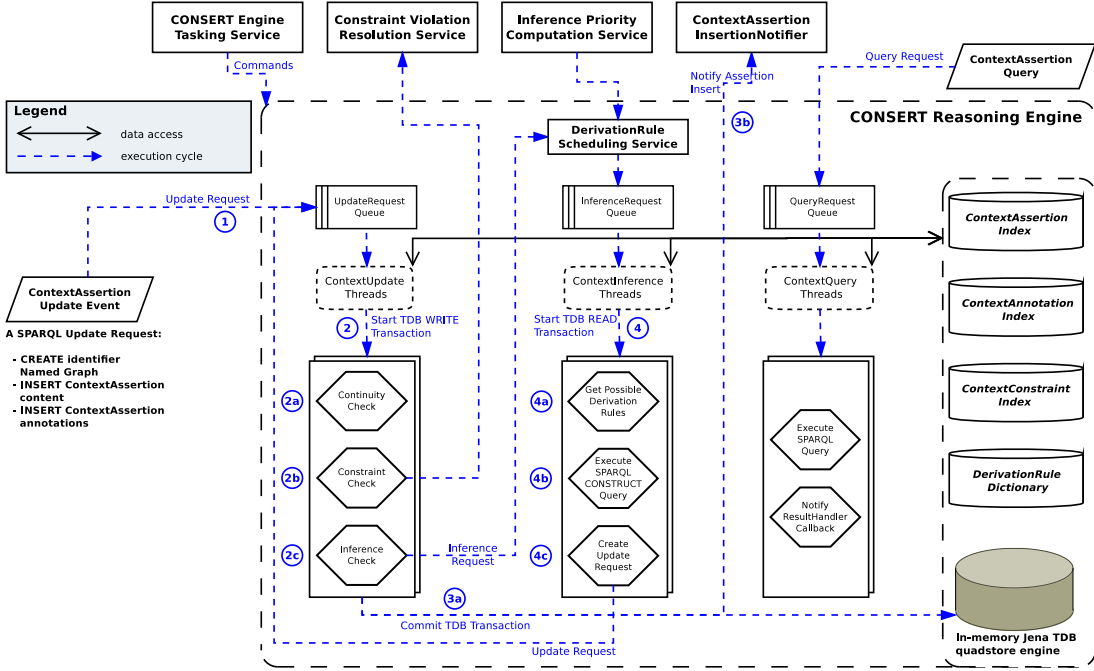 CONSERT Engine
Tasking Service
Constraint Violation
Resolution Service
Inference Priority
Computation Service
ContextAssertion
InsertionNotifier
Commands
Notify Assertion
Insert
Query Request
ContextAssertion
Query
Legend
data access
execution cycle
3b
CONSERT Reasoning Engine
DerivationRule
Scheduling Service
Update Request
1
UpdateRequest
Queue
InferenceRequest
Queue
QueryRequest
Queue
ContextAssertion
Index
ContextAssertion
Update Event
ContextUpdate
Threads
ContextInference
Threads
ContextQuery
Threads
ContextAnnotation
Index
A SPARQL Update Request:
- CREATE identifier
Named Graph
- INSERT ContextAssertion
content
- INSERT ContextAssertion
annotations
2
Start TDB WRITE
Transaction
Start TDB READ
Transaction
4
2a
Continuity
Check
4a
Get Possible
Derivation
Rules
ContextConstraint
Index
Execute
SPARQL
Query
2b
Constraint
Check
4b
Execute
SPARQL
CONSTRUCT
Query
DerivationRule
Dictionary
Notify
ResultHandler
Callback
2c
Inference
Check
Inference
Request
4c
Create
Update
Request
3a
Commit TDB Transaction
Update Request
In-memory Jena TDB
quadstore engine